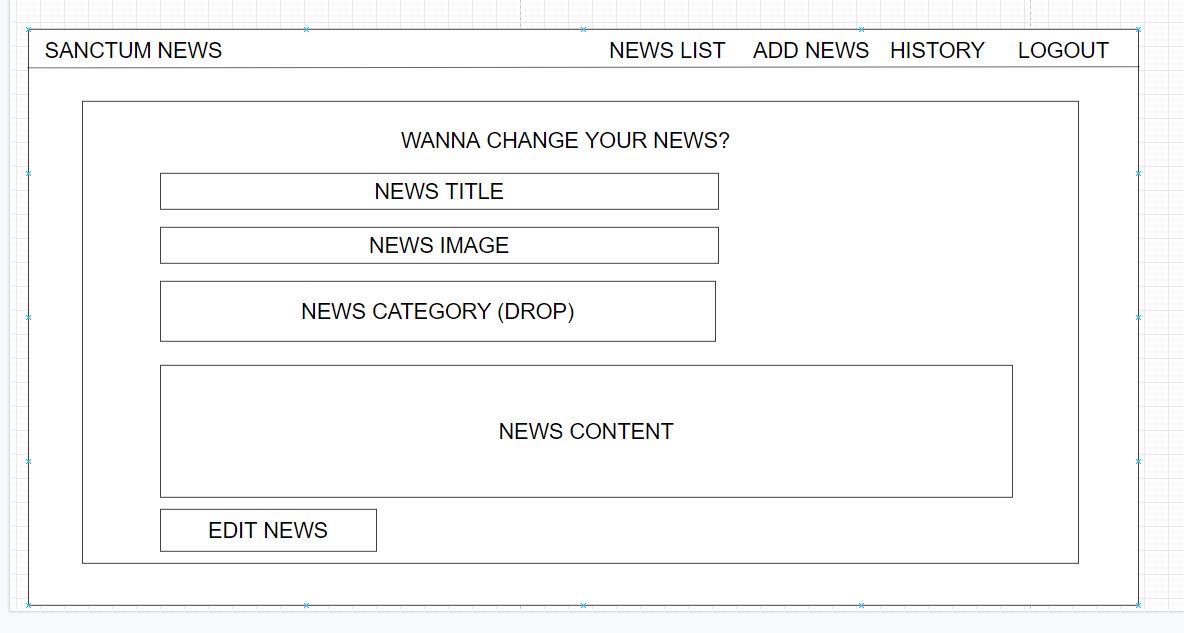 SANCTUM NEWS NEWS LIST ADD NEWS HISTORY LOGOUT
WANNA CHANGE YOUR NEWS?
NEWS TITLE
NEWS IMAGE
NEWS CATEGORY (DROP)
NEWS CONTENT
EDIT NEWS